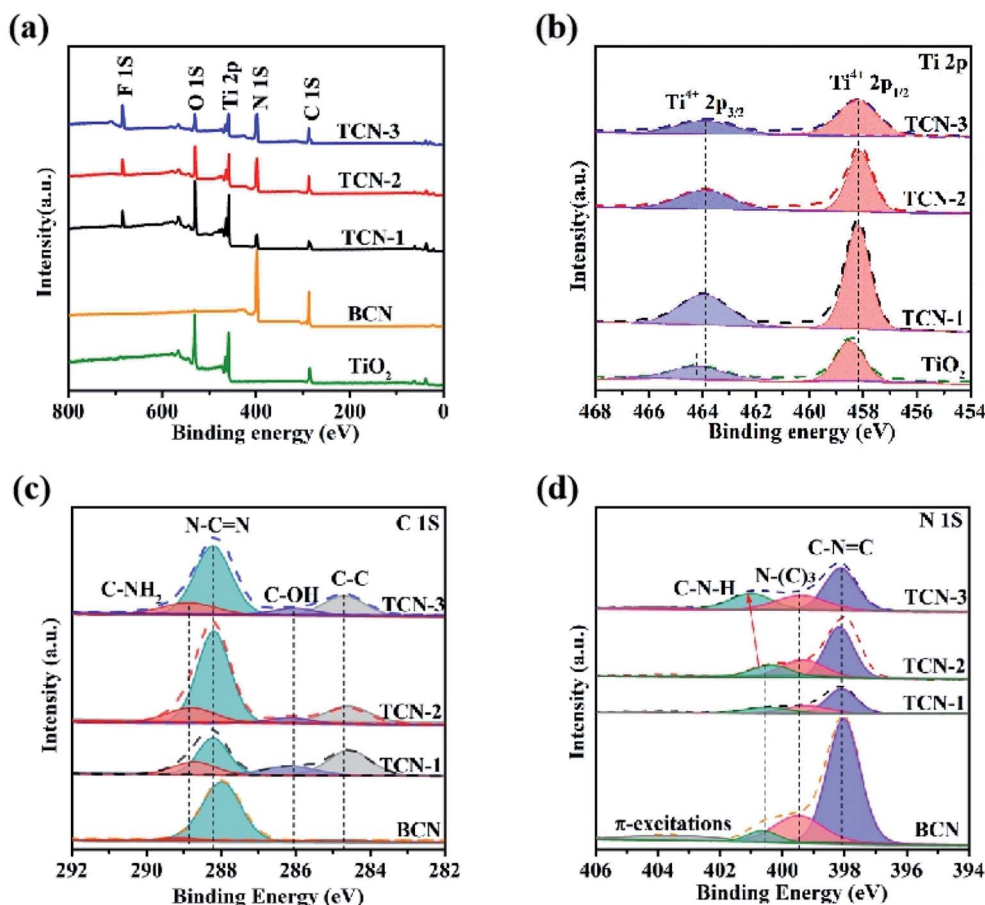 (a)
F 1S
O 1S
Ti 2p
N 1S
C 1S
TCN-3
TCN-2
TCN-1
BCN
TiO₂
Intensity(a.u.)
800 600 400 200 0
Binding energy (eV)
(b)
Ti 2p
Ti⁴⁺ 2p₃/₂
Ti⁴⁺ 2p₁/₂
TCN-3
TCN-2
TCN-1
TiO₂
Intensity(a.u.)
468 466 464 462 460 458 456 454
Binding energy (eV)
(c)
C 1S
N-C=N
C-NH₂
C-OH
C-C
TCN-3
TCN-2
TCN-1
BCN
Intensity (a.u.)
292 290 288 286 284 282
Binding Energy (eV)
(d)
N 1S
C-N=C
N-(C)₃
C-N-H
TCN-3
TCN-2
TCN-1
π-excitations
BCN
Intensity (a.u.)
406 404 402 400 398 396 394
Binding Energy (eV)